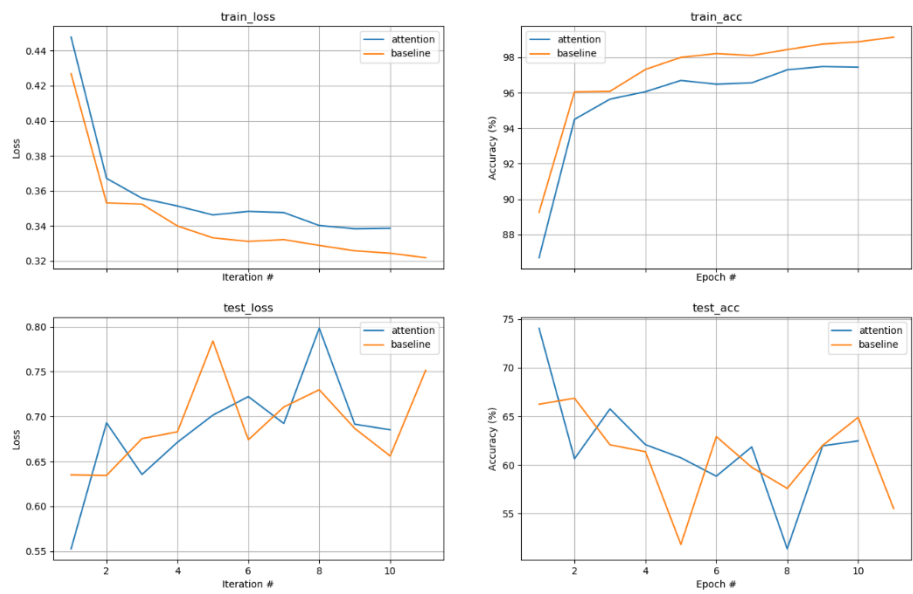 train_loss
attention
baseline
0.44
0.42
0.40
0.38
0.36
0.34
0.32
Loss
Iteration #
train_acc
attention
baseline
98
96
94
92
90
88
Accuracy (%)
Epoch #
test_loss
attention
baseline
0.80
0.75
0.70
0.65
0.60
0.55
Loss
2 4 6 8 10
Iteration #
test_acc
attention
baseline
75
70
65
60
55
Accuracy (%)
2 4 6 8 10
Epoch #